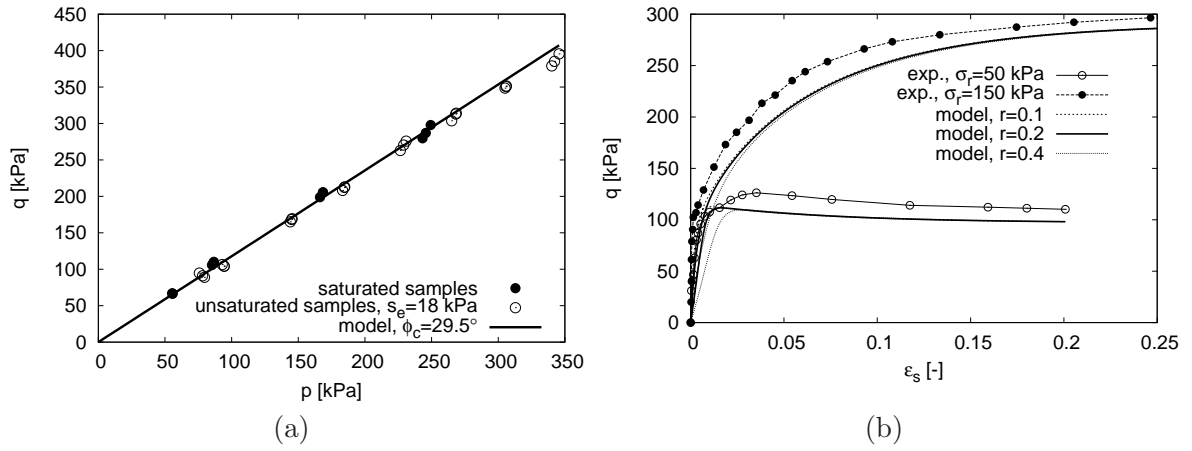 450
400
350
300
250
200
150
100
50
0
q [kPa]
0 50 100 150 200 250 300 350
p [kPa]
saturated samples
unsaturated samples, sₑ=18 kPa
model, ϕ_c=29.5°
(a)
300
250
200
150
100
50
0
q [kPa]
0 0.05 0.1 0.15 0.2 0.25
εₛ [-]
exp., σᵣ=50 kPa
exp., σᵣ=150 kPa
model, r=0.1
model, r=0.2
model, r=0.4
(b)